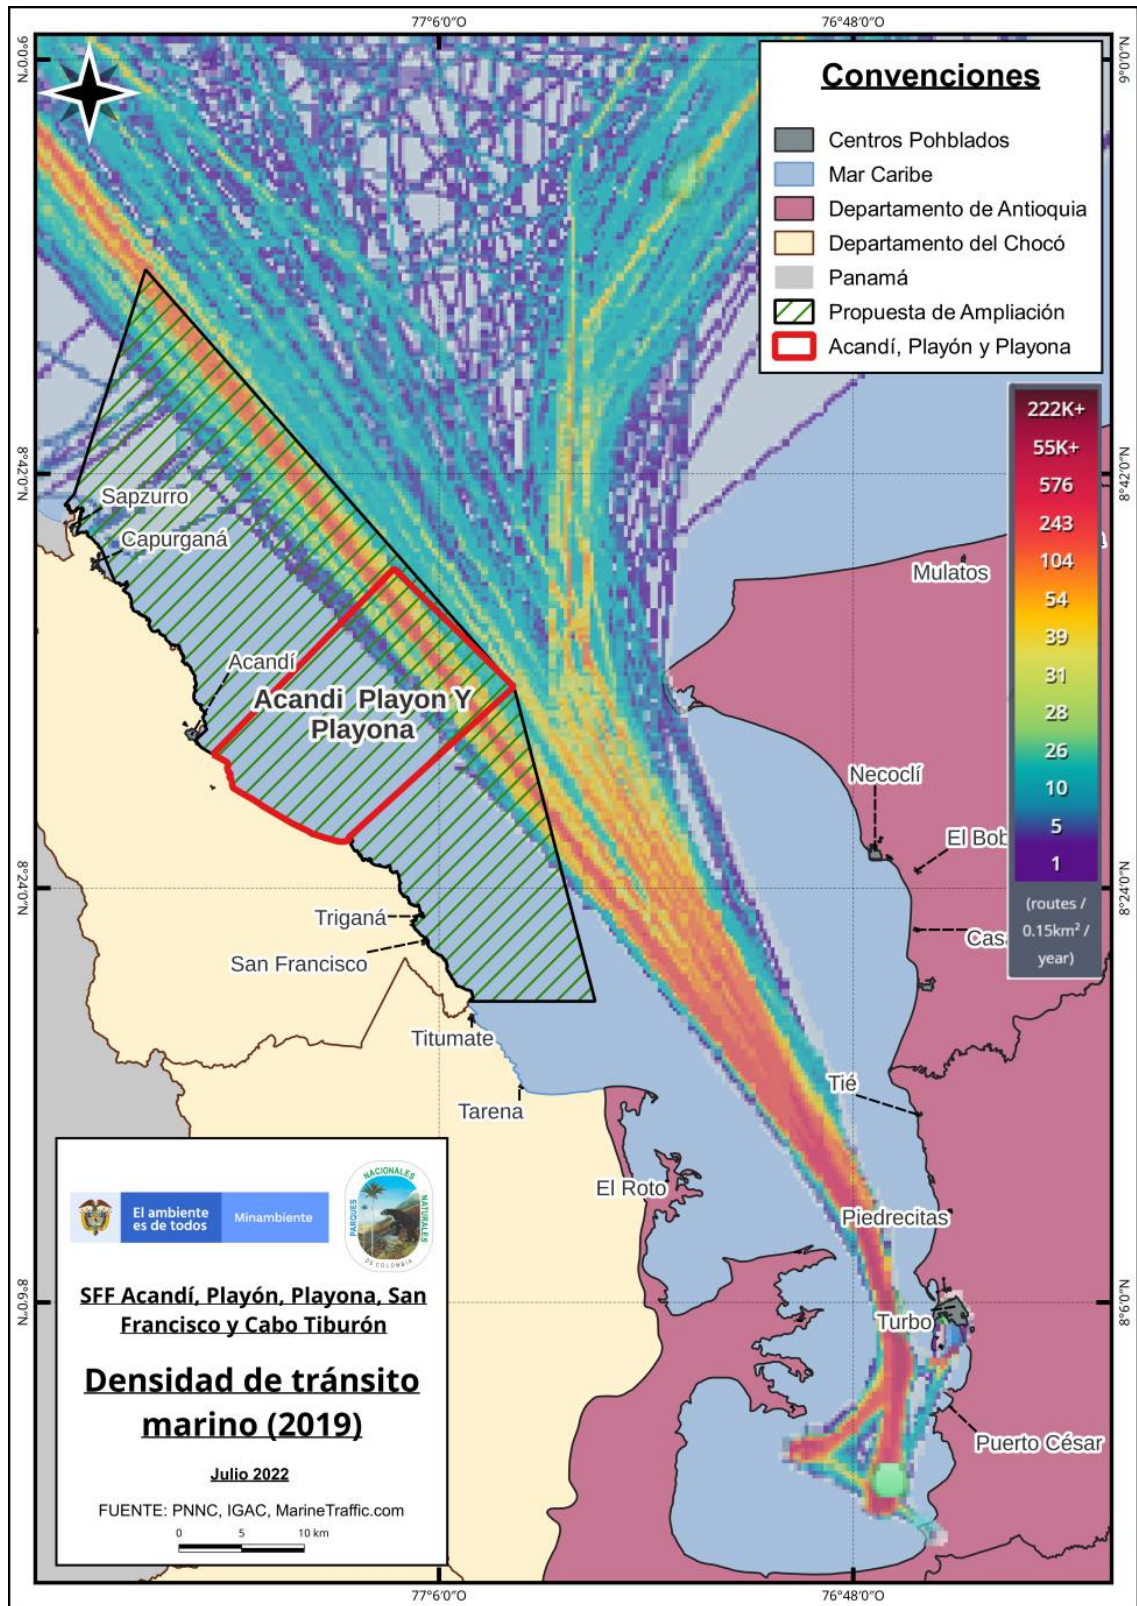 77°6'0"O
76°48'0"O
9°0'0"N
9°0'0"N
Convenciones
Centros Pohblados
Mar Caribe
Departamento de Antioquia
Departamento del Chocó
Panamá
Propuesta de Ampliación
Acandí, Playón y Playona
222K+
55K+
576
243
104
54
39
31
28
26
10
5
1
(routes /
0.15km² /
year)
8°42'0"N
8°42'0"N
Sapzurro
Capurganá
Mulatos
Acandí
Acandi Playon Y
Playona
Necoclí
El Bob
8°24'0"N
8°24'0"N
Triganá
San Francisco
Cas
Titumate
Tié
Tarena
El Roto
Piedrecitas
Turbo
Puerto César
8°6'0"N
8°6'0"N
El ambiente
es de todos
Minambiente
PARQUES NACIONALES NATURALES
DE COLOMBIA
SFF Acandí, Playón, Playona, San
Francisco y Cabo Tiburón
Densidad de tránsito
marino (2019)
Julio 2022
FUENTE: PNNC, IGAC, MarineTraffic.com
0 5 10 km
77°6'0"O
76°48'0"O